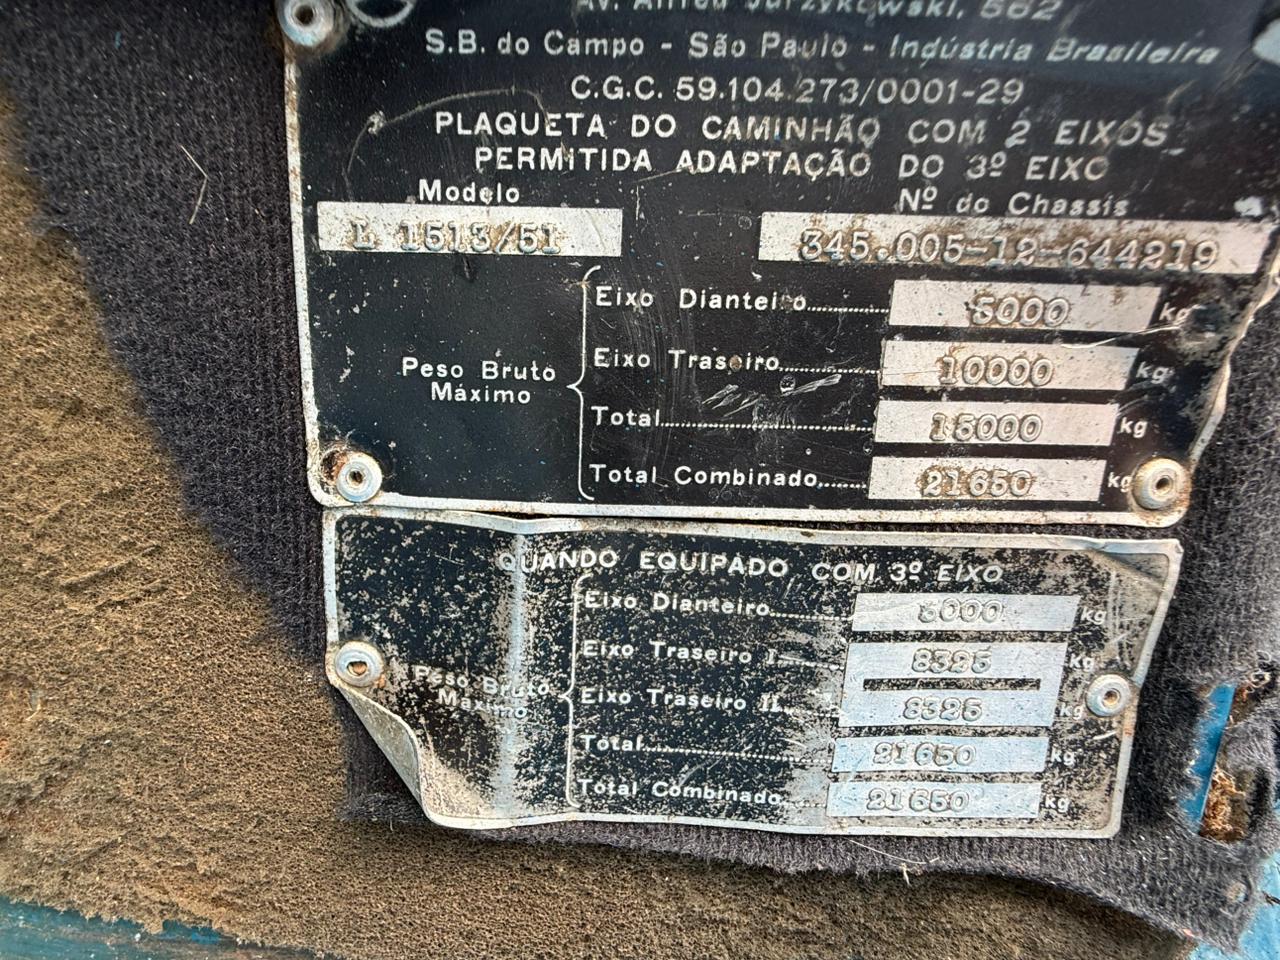 Av. Alfred Jurzykowski, 562
S.B. do Campo - São Paulo - Indústria Brasileira
C.G.C. 59.104.273/0001-29
PLAQUETA DO CAMINHÃO COM 2 EIXOS
PERMITIDA ADAPTAÇÃO DO 3º EIXO
Modelo
Nº do Chassis
L 1513/51
345.005-12-644219
Peso Bruto Máximo
Eixo Dianteiro 5000 kg
Eixo Traseiro 10000 kg
Total 15000 kg
Total Combinado 21650 kg
QUANDO EQUIPADO COM 3º EIXO
Peso Bruto Máximo
Eixo Dianteiro 5000 kg
Eixo Traseiro I 8325 kg
Eixo Traseiro II 8325 kg
Total 21650 kg
Total Combinado 21650 kg